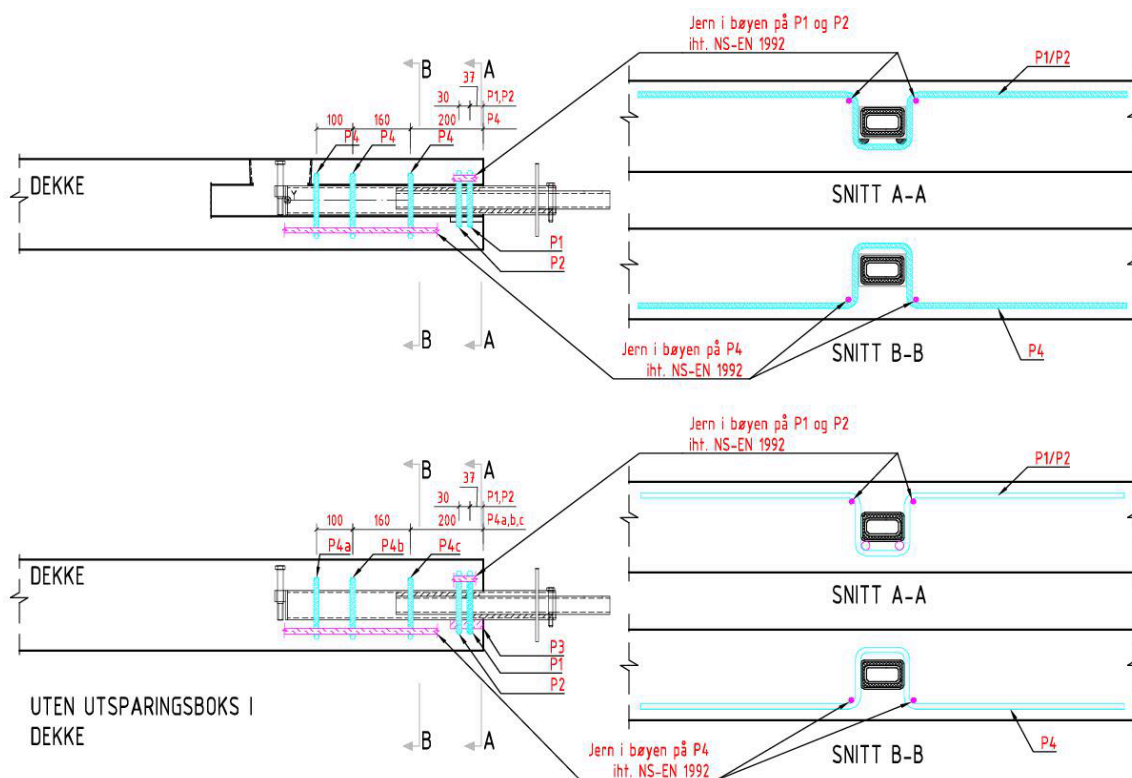 Jern i bøyen på P1 og P2
iht. NS-EN 1992
B
A
37
30
P1,P2
100
160
200
P4
P4
P4
P4
DEKKE
Y
P1
P2
B
A
P1/P2
SNITT A-A
SNITT B-B
P4
Jern i bøyen på P4
iht. NS-EN 1992
Jern i bøyen på P1 og P2
iht. NS-EN 1992
B
A
37
30
P1,P2
100
160
200
P4a,b,c
P4a
P4b
P4c
DEKKE
P3
P1
P2
UTEN UTSPARINGSBOKS I
DEKKE
B
A
P1/P2
SNITT A-A
SNITT B-B
P4
Jern i bøyen på P4
iht. NS-EN 1992